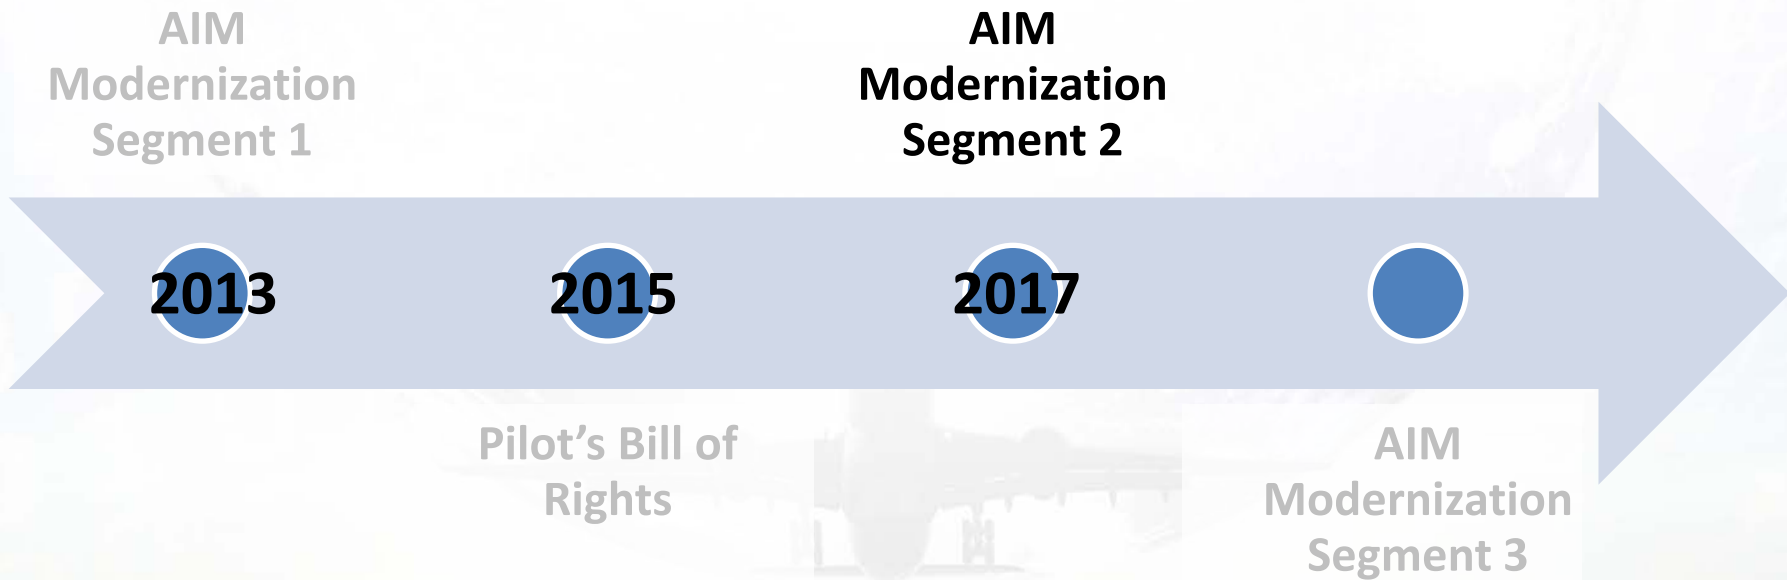 AIM
Modernization
Segment 1
AIM
Modernization
Segment 2
2013
2015
2017
Pilot’s Bill of
Rights
AIM
Modernization
Segment 3